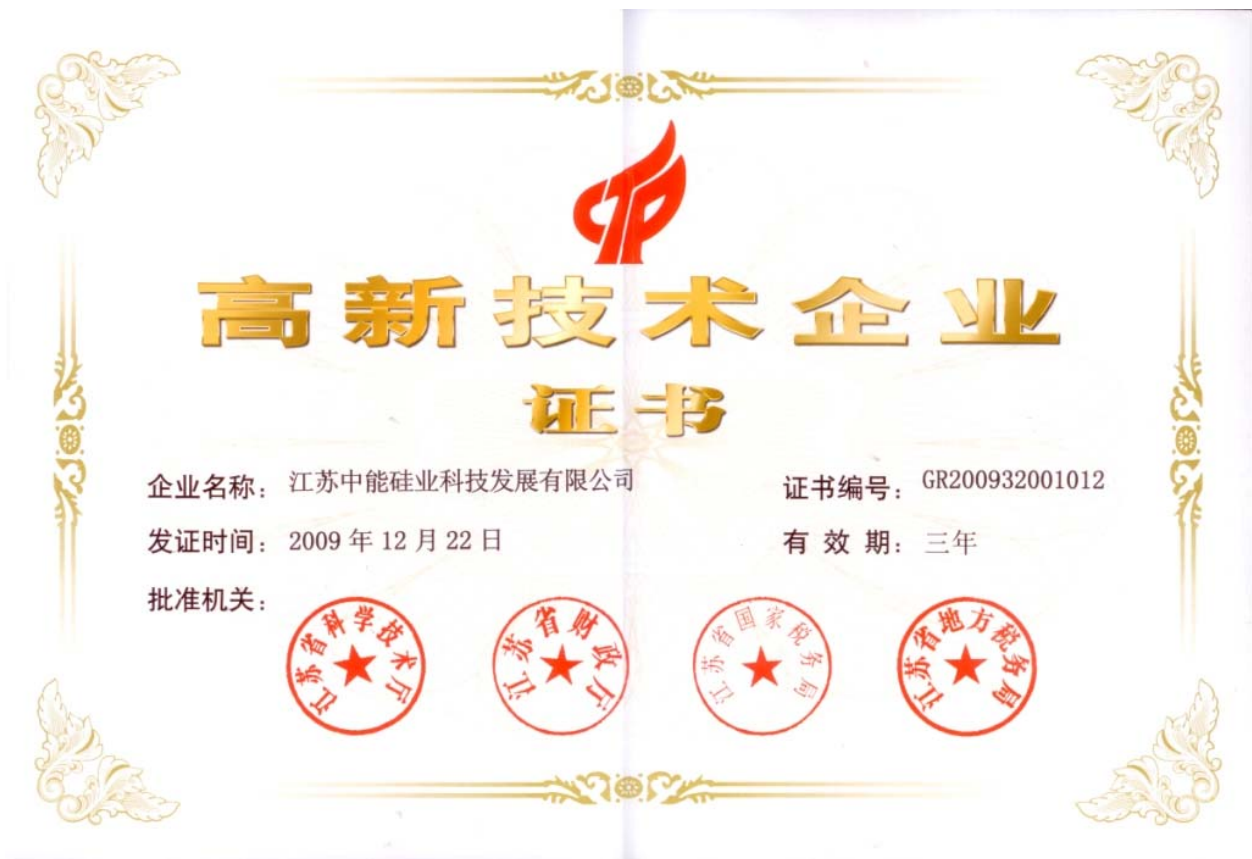 高新技术企业
证书
企业名称：江苏中能硅业科技发展有限公司
证书编号：GR200932001012
发证时间：2009年12月22日
有效期：三年
批准机关：
江苏省科学技术厅
江苏省财政厅
江苏省国家税务局
江苏省地方税务局